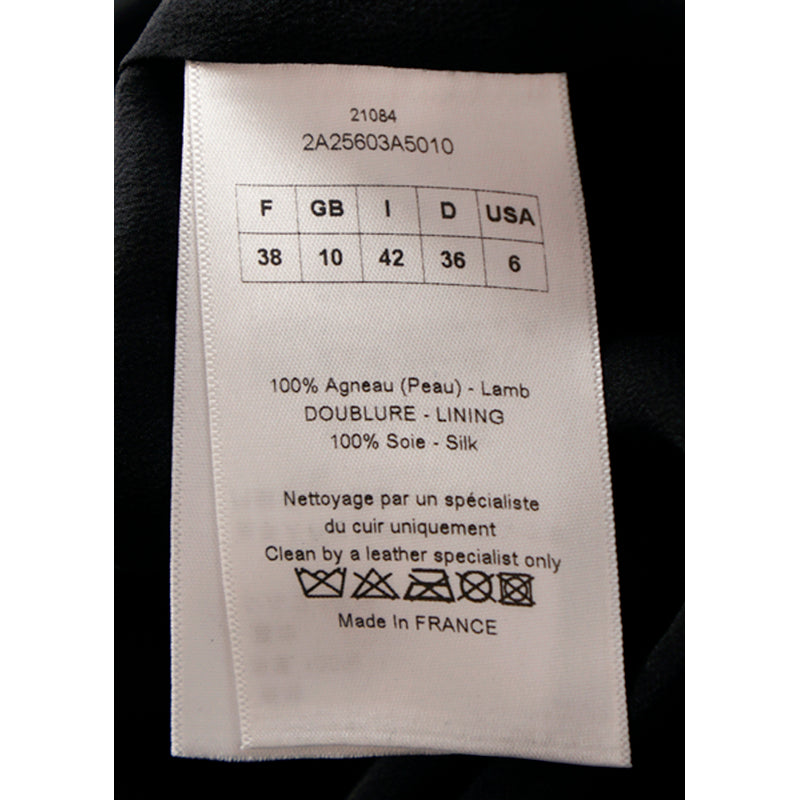 21084
2A25603A5010
F GB I D USA
38 10 42 36 6
100% Agneau (Peau) - Lamb
DOUBLURE - LINING
100% Soie - Silk
Nettoyage par un spécialiste
du cuir uniquement
Clean by a leather specialist only
Made In FRANCE